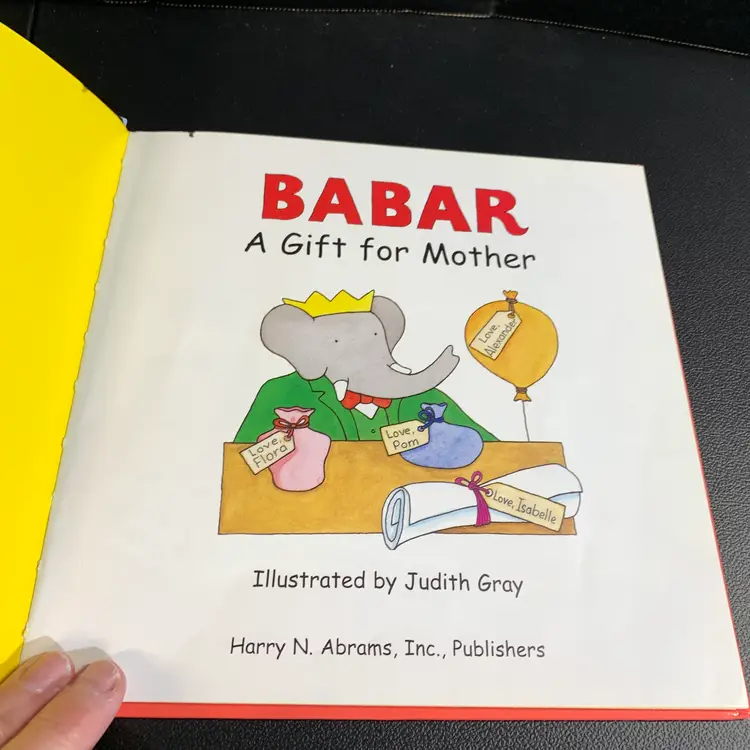 BABAR
A Gift for Mother
Love,
Alexander
Love,
Flora
Love,
Pom
Love, Isabelle
Illustrated by Judith Gray
Harry N. Abrams, Inc., Publishers